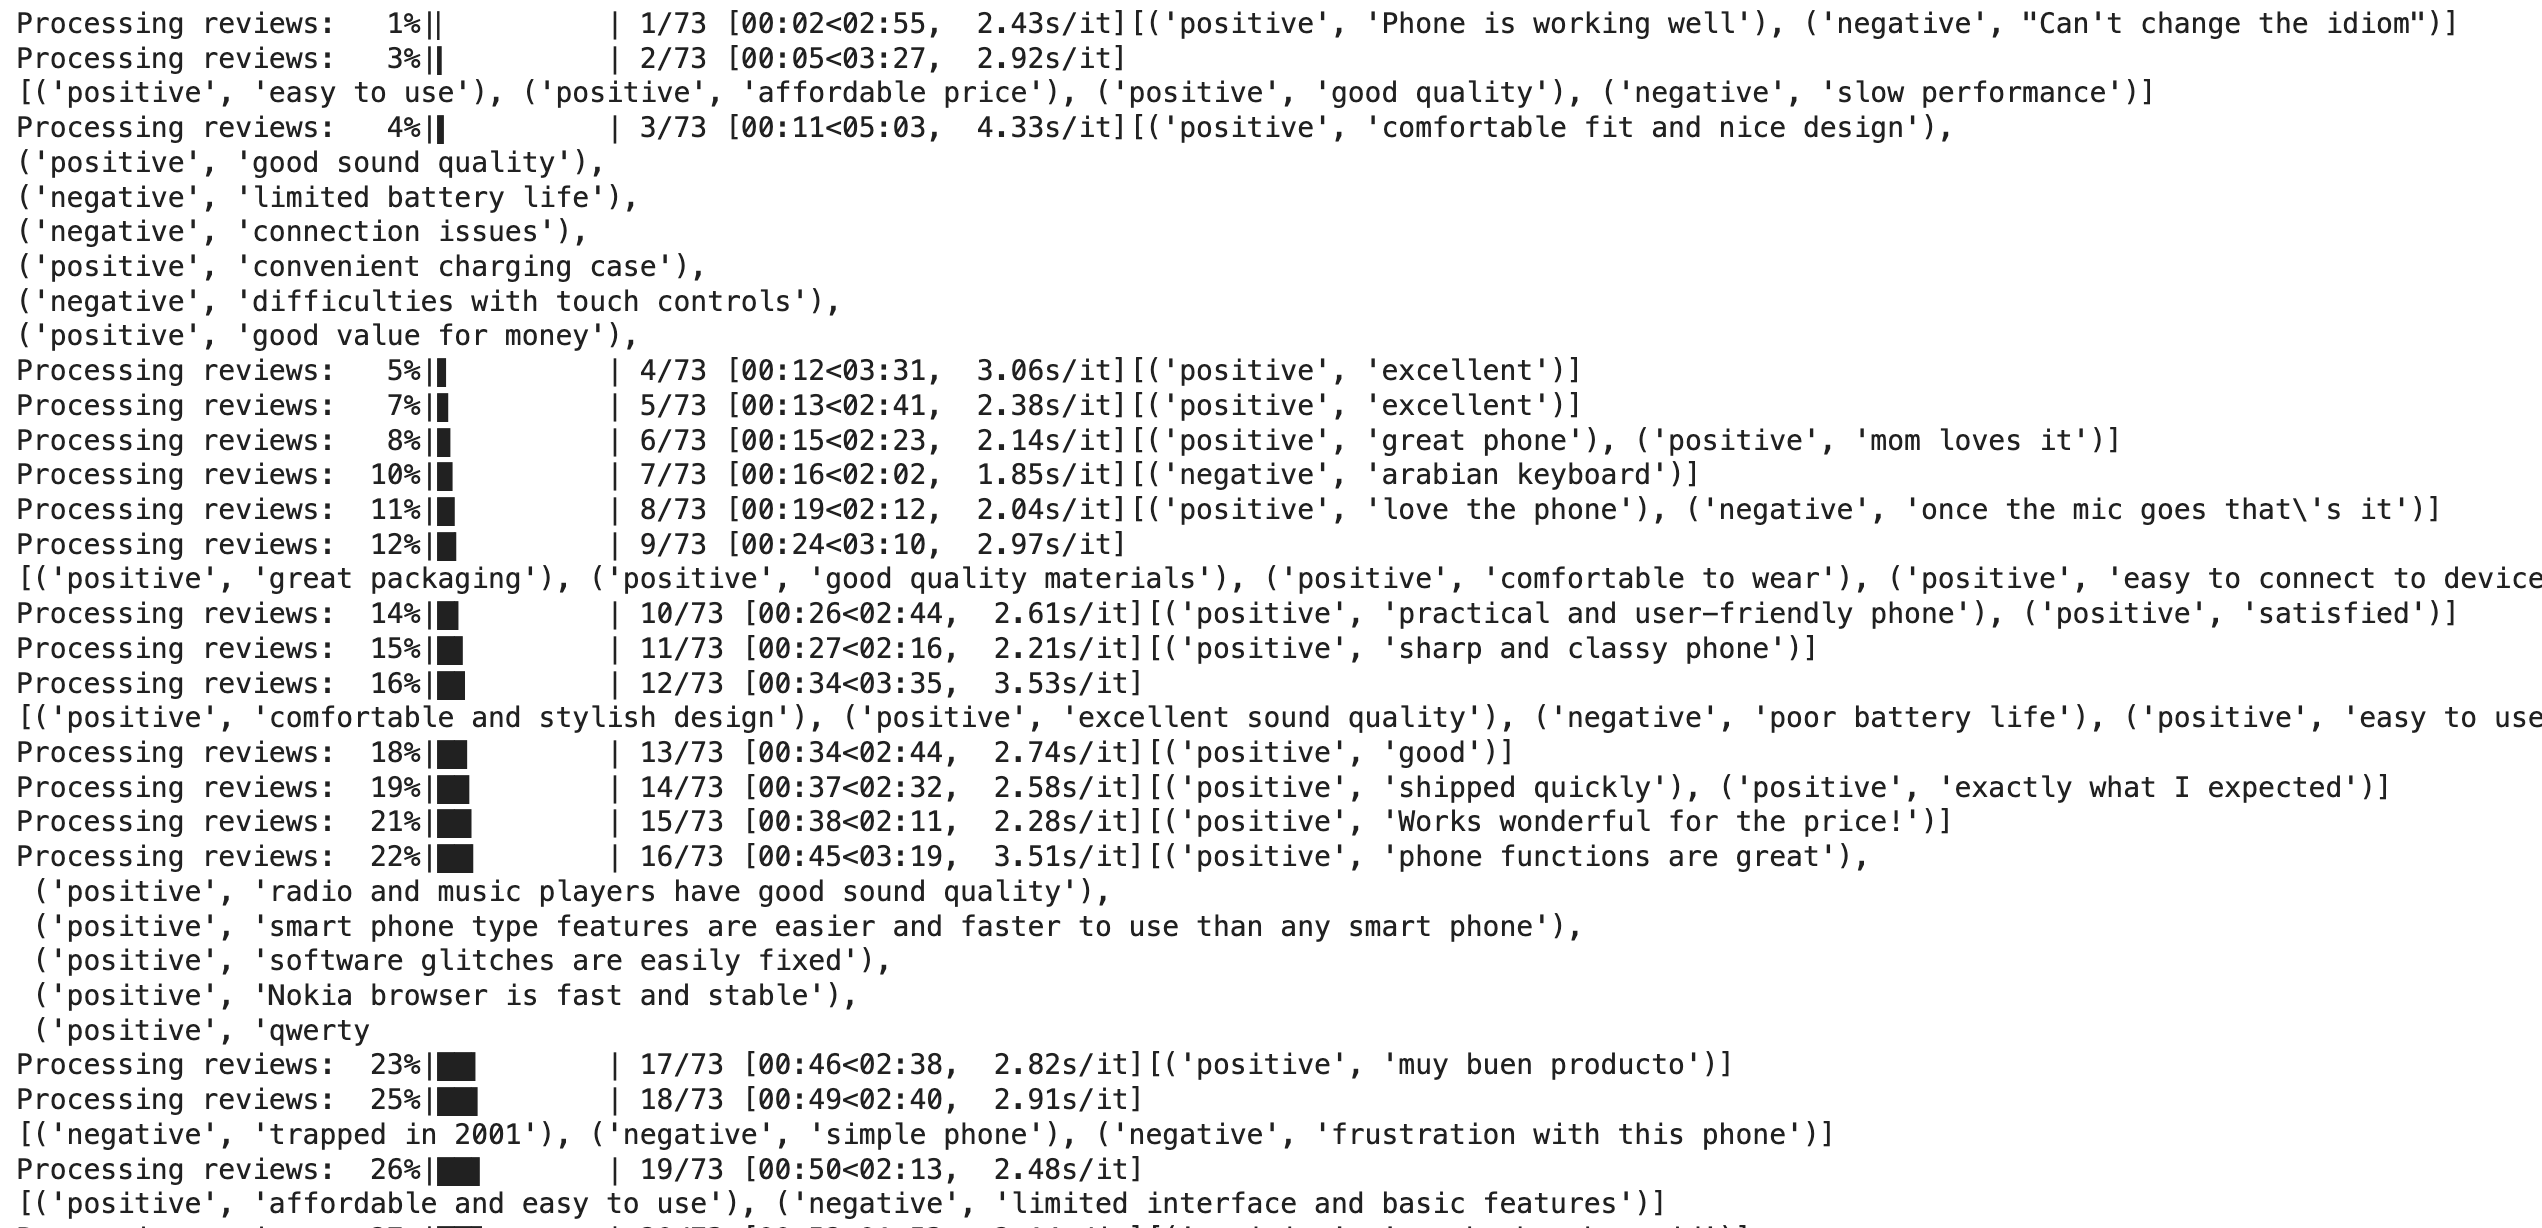 Processing reviews:   1%|| | 1/73 [00:02<02:55,  2.43s/it][('positive', 'Phone is working well'), ('negative', "Can't change the idiom")]
Processing reviews:   3%|▎ | 2/73 [00:05<03:27,  2.92s/it]
[('positive', 'easy to use'), ('positive', 'affordable price'), ('positive', 'good quality'), ('negative', 'slow performance')]
Processing reviews:   4%|▍ | 3/73 [00:11<05:03,  4.33s/it][('positive', 'comfortable fit and nice design'),
('positive', 'good sound quality'),
('negative', 'limited battery life'),
('negative', 'connection issues'),
('positive', 'convenient charging case'),
('negative', 'difficulties with touch controls'),
('positive', 'good value for money'),
Processing reviews:   5%|▌ | 4/73 [00:12<03:31,  3.06s/it][('positive', 'excellent')]
Processing reviews:   7%|▋ | 5/73 [00:13<02:41,  2.38s/it][('positive', 'excellent')]
Processing reviews:   8%|▊ | 6/73 [00:15<02:23,  2.14s/it][('positive', 'great phone'), ('positive', 'mom loves it')]
Processing reviews:  10%|▉ | 7/73 [00:16<02:02,  1.85s/it][('negative', 'arabian keyboard')]
Processing reviews:  11%|█ | 8/73 [00:19<02:12,  2.04s/it][('positive', 'love the phone'), ('negative', 'once the mic goes that\'s it')]
Processing reviews:  12%|█ | 9/73 [00:24<03:10,  2.97s/it]
[('positive', 'great packaging'), ('positive', 'good quality materials'), ('positive', 'comfortable to wear'), ('positive', 'easy to connect to device
Processing reviews:  14%|█ | 10/73 [00:26<02:44,  2.61s/it][('positive', 'practical and user-friendly phone'), ('positive', 'satisfied')]
Processing reviews:  15%|█ | 11/73 [00:27<02:16,  2.21s/it][('positive', 'sharp and classy phone')]
Processing reviews:  16%|█ | 12/73 [00:34<03:35,  3.53s/it]
[('positive', 'comfortable and stylish design'), ('positive', 'excellent sound quality'), ('negative', 'poor battery life'), ('positive', 'easy to use
Processing reviews:  18%|█ | 13/73 [00:34<02:44,  2.74s/it][('positive', 'good')]
Processing reviews:  19%|█ | 14/73 [00:37<02:32,  2.58s/it][('positive', 'shipped quickly'), ('positive', 'exactly what I expected')]
Processing reviews:  21%|██ | 15/73 [00:38<02:11,  2.28s/it][('positive', 'Works wonderful for the price!')]
Processing reviews:  22%|██ | 16/73 [00:45<03:19,  3.51s/it][('positive', 'phone functions are great'),
 ('positive', 'radio and music players have good sound quality'),
 ('positive', 'smart phone type features are easier and faster to use than any smart phone'),
 ('positive', 'software glitches are easily fixed'),
 ('positive', 'Nokia browser is fast and stable'),
 ('positive', 'qwerty
Processing reviews:  23%|██ | 17/73 [00:46<02:38,  2.82s/it][('positive', 'muy buen producto')]
Processing reviews:  25%|██ | 18/73 [00:49<02:40,  2.91s/it]
[('negative', 'trapped in 2001'), ('negative', 'simple phone'), ('negative', 'frustration with this phone')]
Processing reviews:  26%|██ | 19/73 [00:50<02:13,  2.48s/it]
[('positive', 'affordable and easy to use'), ('negative', 'limited interface and basic features')]